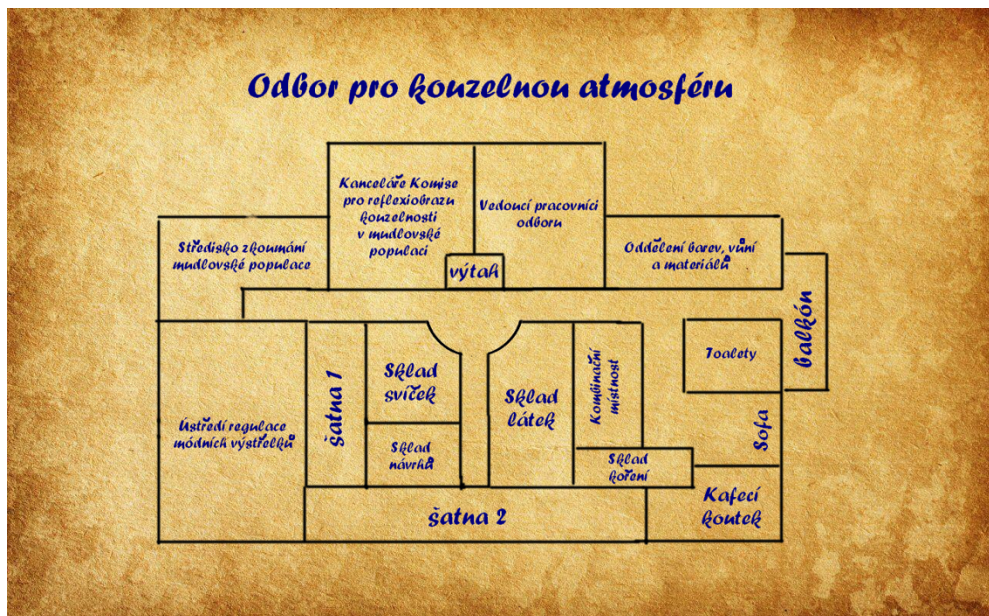 Odbor pro kouzelnou atmosféru
Kanceláře Komise
pro reflexiobrazu
kouzelnosti
v mudlovské
populaci
Vedoucí pracovníci
odboru
Středisko zkoumání
mudlovské populace
Oddělení barev, vůní
a materiálů
výtah
balkón
Toalety
Kombinační
místnost
šatna 1
Sklad
svíček
Sklad
látek
Ústředí regulace
módních výstřelků
Sofa
Sklad
návrhů
Sklad
koření
Kafecí
koutek
šatna 2